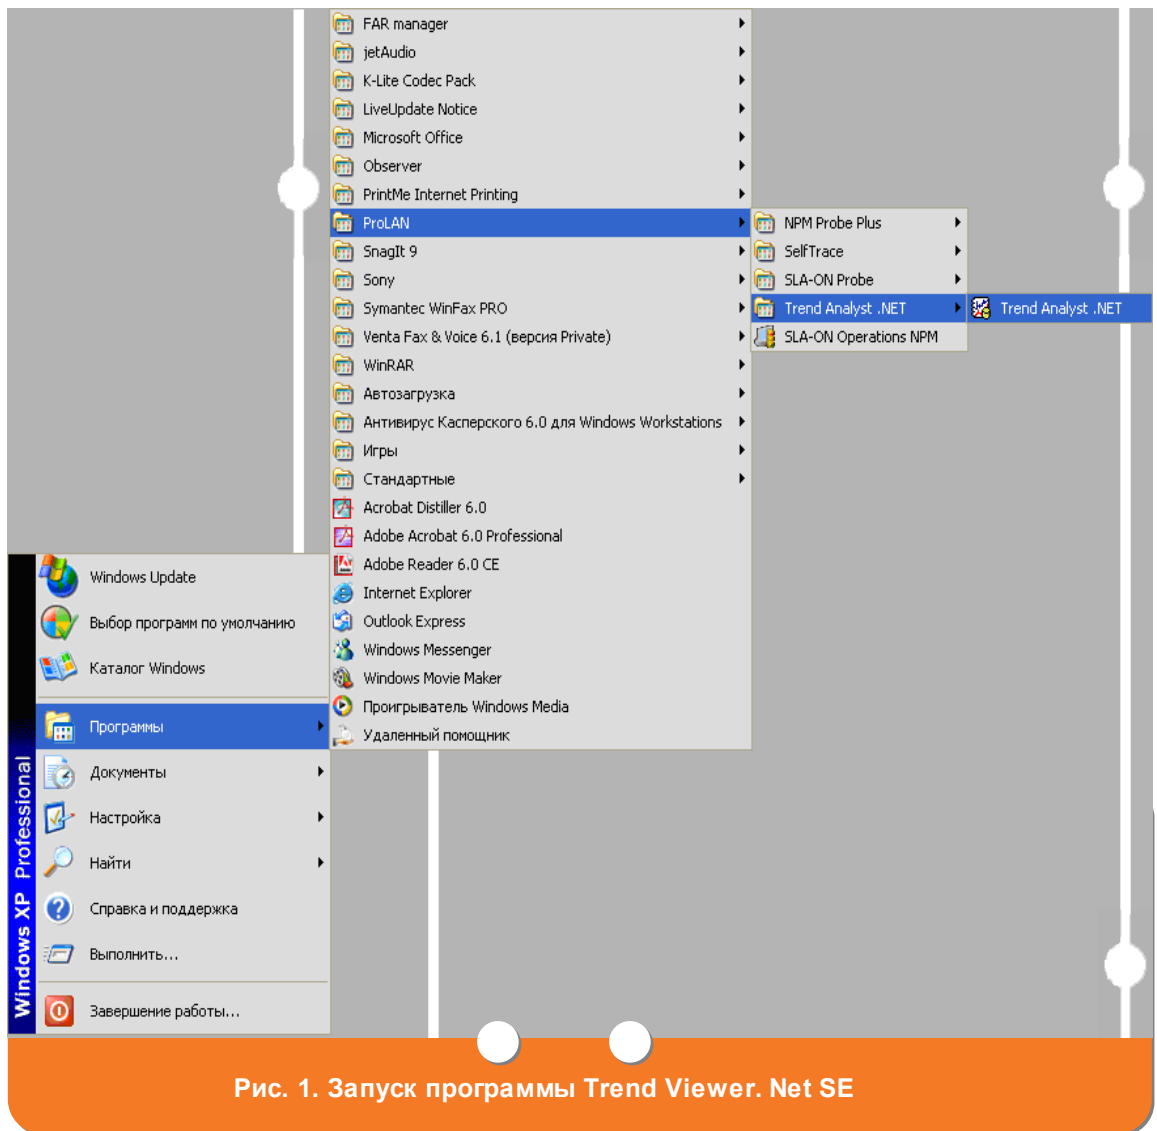 FAR manager
jetAudio
K-Lite Codec Pack
LiveUpdate Notice
Microsoft Office
Observer
PrintMe Internet Printing
ProLAN
SnagIt 9
Sony
Symantec WinFax PRO
Venta Fax & Voice 6.1 (версия Private)
WinRAR
Автозагрузка
Антивирус Касперского 6.0 для Windows Workstations
Игры
Стандартные
Acrobat Distiller 6.0
Adobe Acrobat 6.0 Professional
Adobe Reader 6.0 CE
Internet Explorer
Outlook Express
Windows Messenger
Windows Movie Maker
Проигрыватель Windows Media
Удаленный помощник
NPM Probe Plus
SelfTrace
SLA-ON Probe
Trend Analyst .NET
SLA-ON Operations NPM
Trend Analyst .NET
Windows Update
Выбор программ по умолчанию
Каталог Windows
Программы
Документы
Настройка
Найти
Справка и поддержка
Выполнить...
Завершение работы...
Windows XP Professional
Рис. 1. Запуск программы Trend Viewer. Net SE